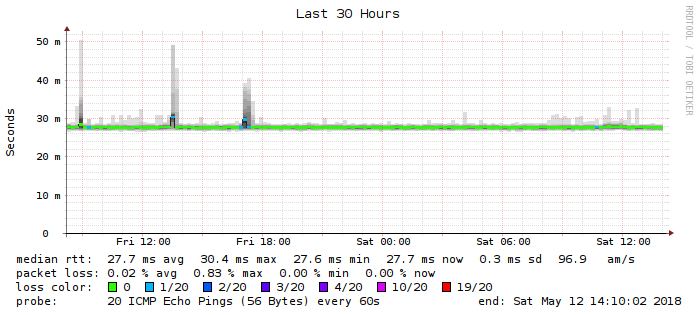 Last 30 Hours
RRDTOOL / TOBI OETIKER
Seconds
50 m
40 m
30 m
20 m
10 m
0
Fri 12:00 Fri 18:00 Sat 00:00 Sat 06:00 Sat 12:00
median rtt: 27.7 ms avg 30.4 ms max 27.6 ms min 27.7 ms now 0.3 ms sd 96.9 am/s
packet loss: 0.02 % avg 0.83 % max 0.00 % min 0.00 % now
loss color: 0 1/20 2/20 3/20 4/20 10/20 19/20
probe: 20 ICMP Echo Pings (56 Bytes) every 60s end: Sat May 12 14:10:02 2018